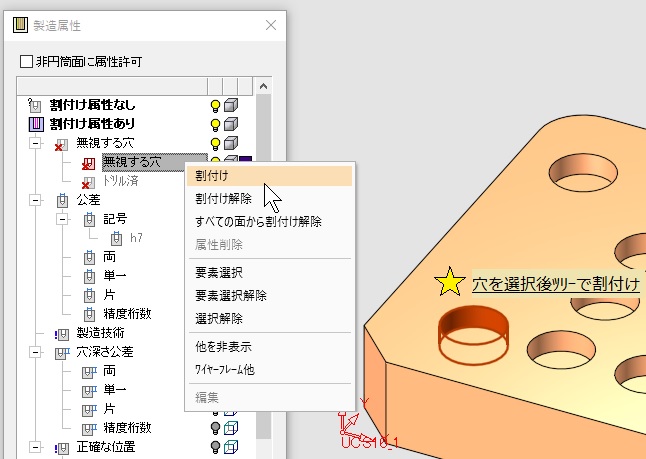 製造属性
非円筒面に属性許可
割付け属性なし
割付け属性あり
無視する穴
無視する穴
ﾄﾞﾘﾙ済
公差
記号
h7
両
単一
片
精度桁数
製造技術
穴深さ公差
両
単一
片
精度桁数
正確な位置
割付け
割付け解除
すべての面から割付け解除
属性削除
要素選択
要素選択解除
選択解除
他を非表示
ﾜｲﾔｰﾌﾚｰﾑ他
編集
穴を選択後ﾂﾘｰで割付け
Y
UCS16_1